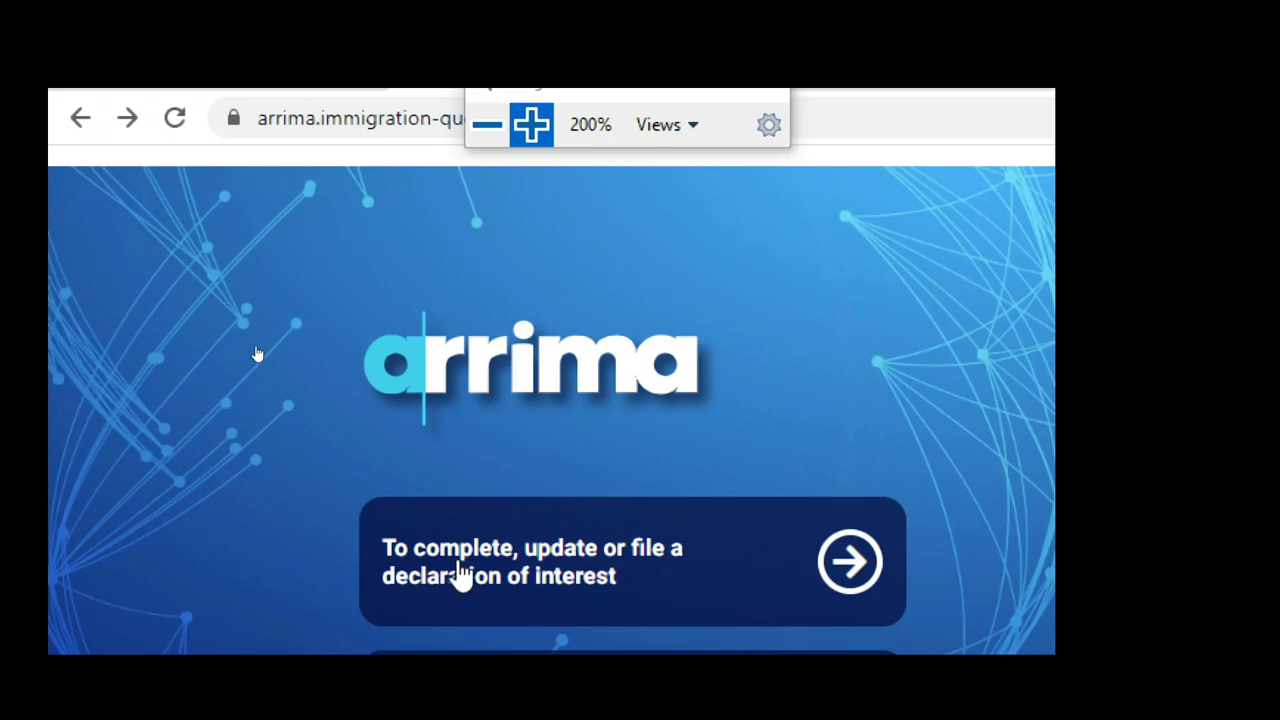 arrima.immigration-qu
200% Views
arrima
To complete, update or file a
declaration of interest